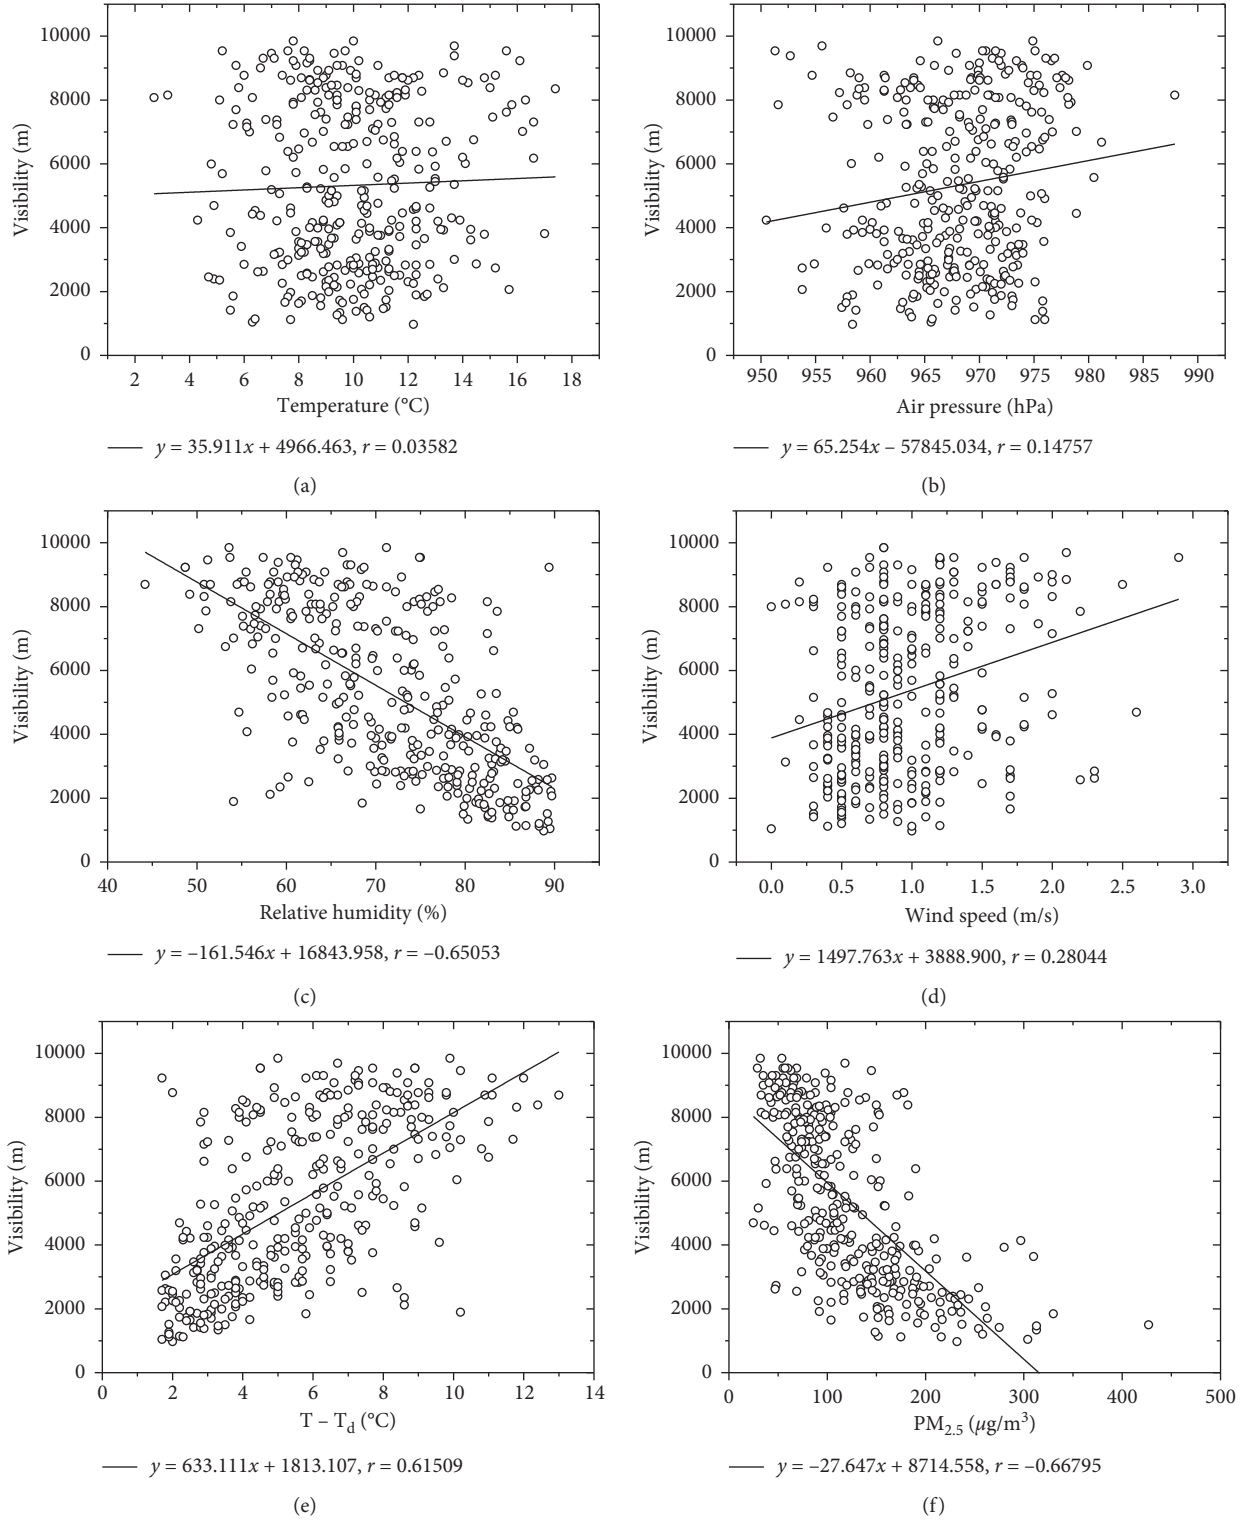 10000
8000
6000
4000
2000
0
Visibility (m)
2 4 6 8 10 12 14 16 18
Temperature (°C)
y = 35.911x + 4966.463, r = 0.03582
(a)
10000
8000
6000
4000
2000
0
Visibility (m)
950 955 960 965 970 975 980 985 990
Air pressure (hPa)
y = 65.254x – 57845.034, r = 0.14757
(b)
10000
8000
6000
4000
2000
0
Visibility (m)
40 50 60 70 80 90
Relative humidity (%)
y = –161.546x + 16843.958, r = –0.65053
(c)
10000
8000
6000
4000
2000
0
Visibility (m)
0.0 0.5 1.0 1.5 2.0 2.5 3.0
Wind speed (m/s)
y = 1497.763x + 3888.900, r = 0.28044
(d)
10000
8000
6000
4000
2000
0
Visibility (m)
0 2 4 6 8 10 12 14
T – Td (°C)
y = 633.111x + 1813.107, r = 0.61509
(e)
10000
8000
6000
4000
2000
0
Visibility (m)
0 100 200 300 400 500
PM2.5 (μg/m³)
y = –27.647x + 8714.558, r = –0.66795
(f)